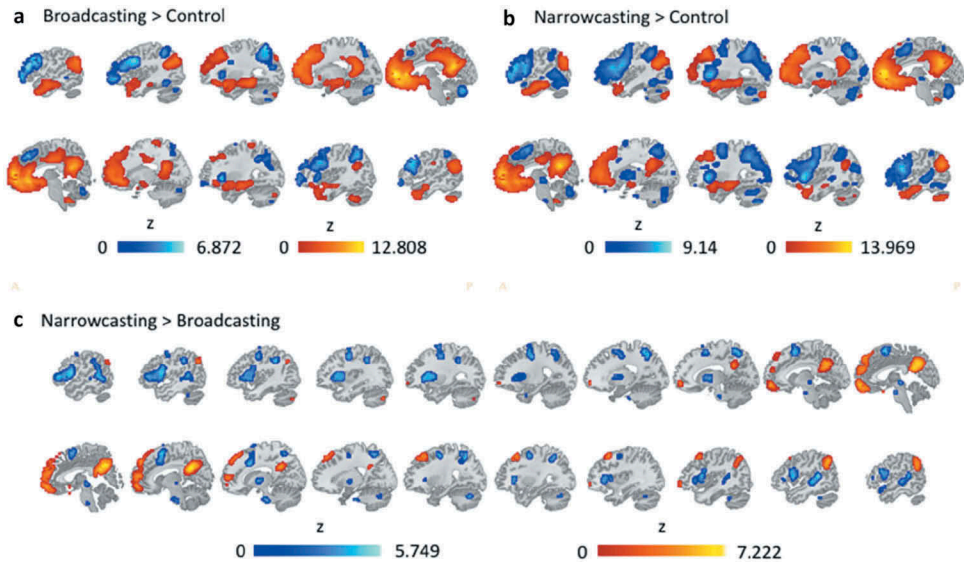 a Broadcasting > Control
z
0 6.872
z
0 12.808
A P
b Narrowcasting > Control
z
0 9.14
z
0 13.969
A P
c Narrowcasting > Broadcasting
z
0 5.749
z
0 7.222